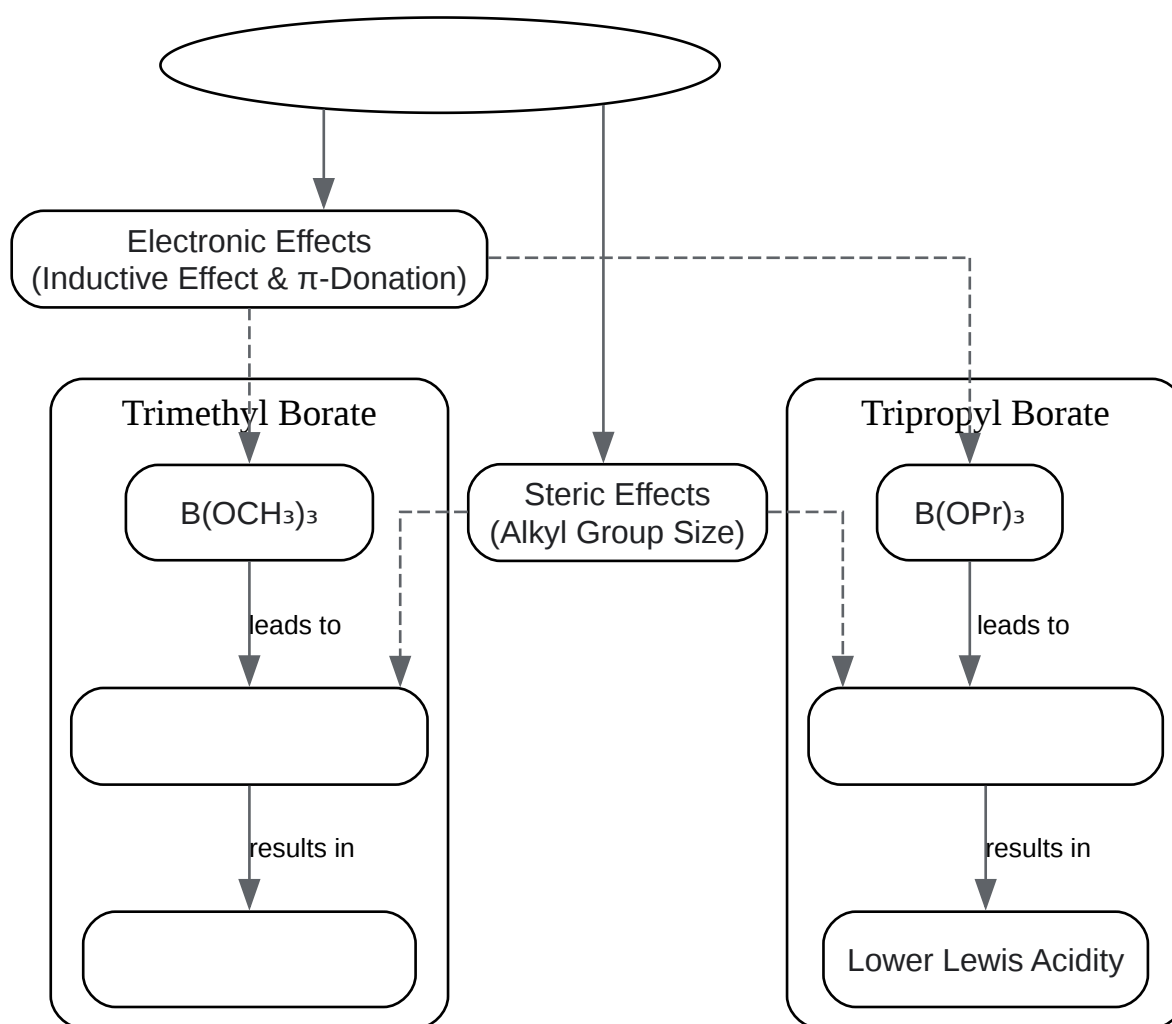 Electronic Effects
(Inductive Effect & π-Donation)
Trimethyl Borate
Tripropyl Borate
B(OCH₃)₃
Steric Effects
(Alkyl Group Size)
B(OPr)₃
leads to
leads to
results in
results in
Lower Lewis Acidity